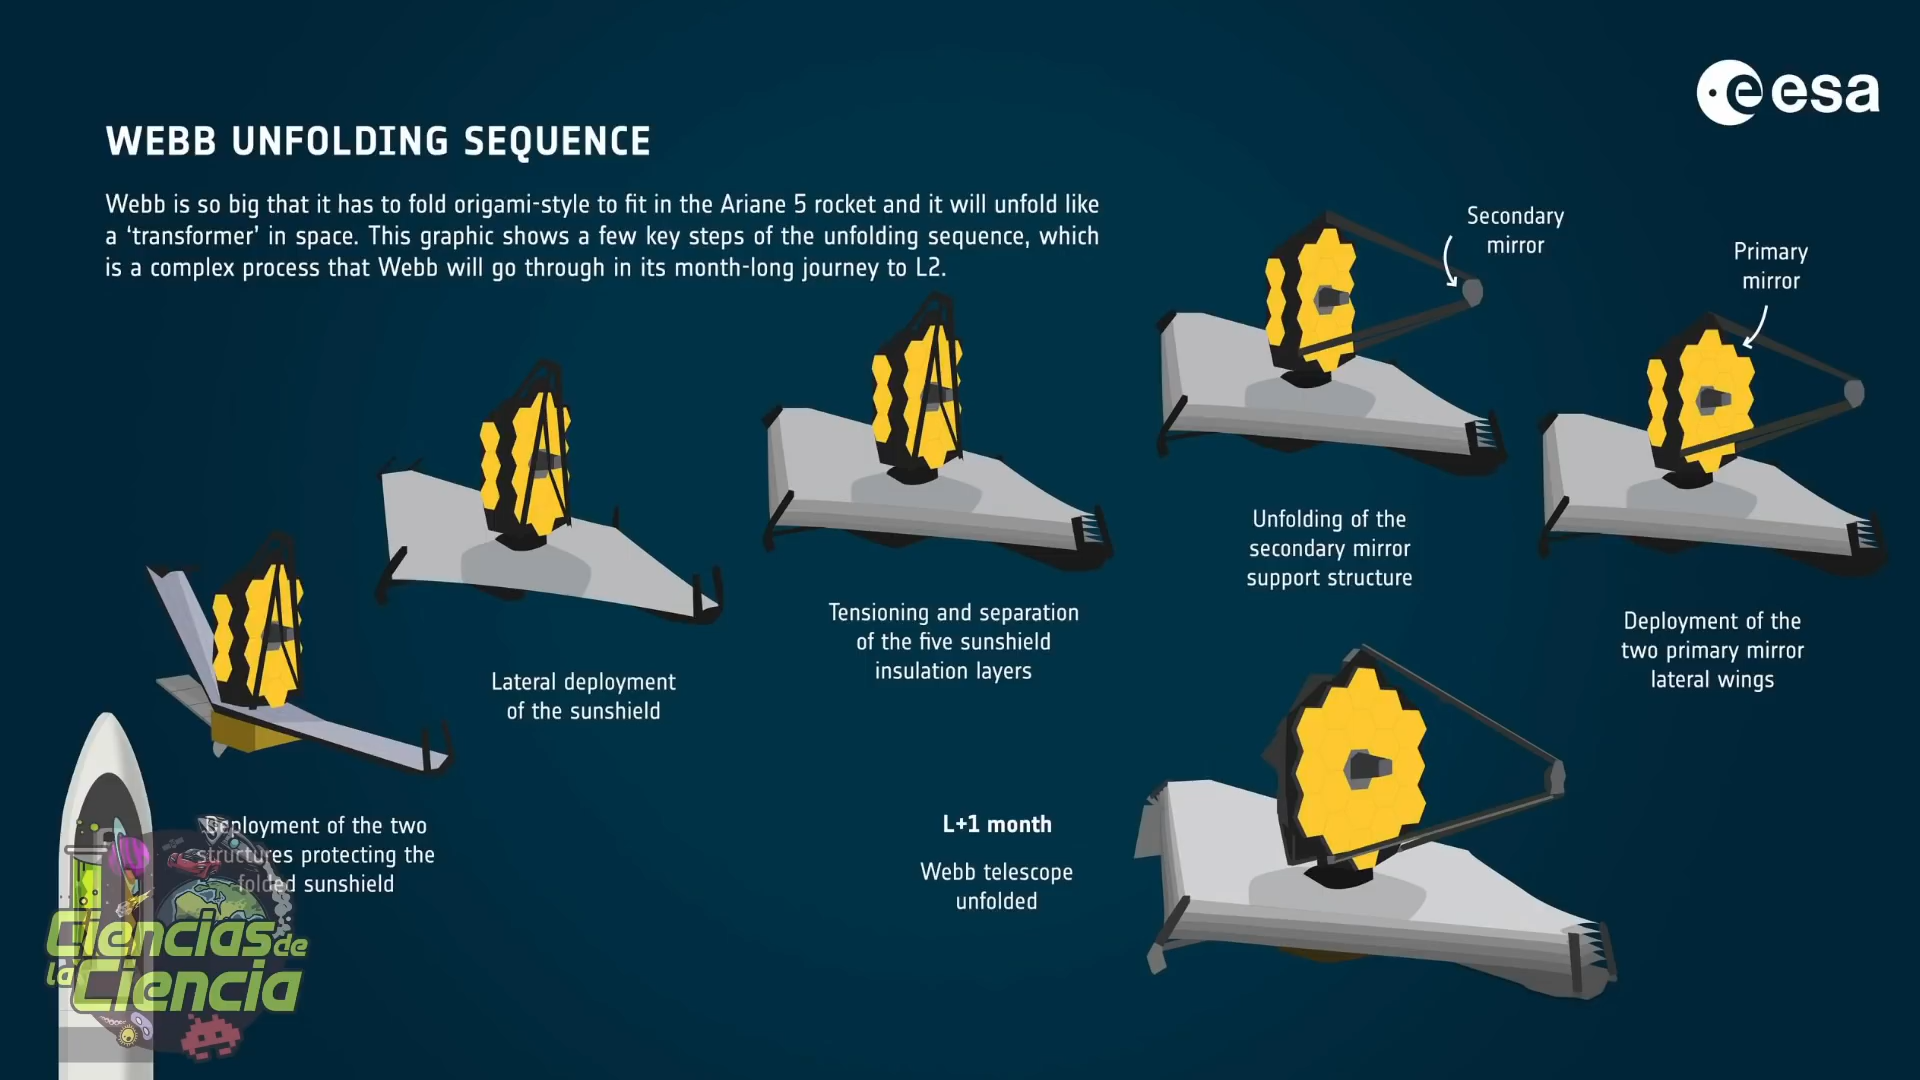 esa
WEBB UNFOLDING SEQUENCE
Webb is so big that it has to fold origami-style to fit in the Ariane 5 rocket and it will unfold like
a ‘transformer’ in space. This graphic shows a few key steps of the unfolding sequence, which
is a complex process that Webb will go through in its month-long journey to L2.
Secondary
mirror
Primary
mirror
Deployment of the two
structures protecting the
folded sunshield
Lateral deployment
of the sunshield
Tensioning and separation
of the five sunshield
insulation layers
Unfolding of the
secondary mirror
support structure
Deployment of the
two primary mirror
lateral wings
L+1 month
Webb telescope
unfolded
Ciencias de
la Ciencia